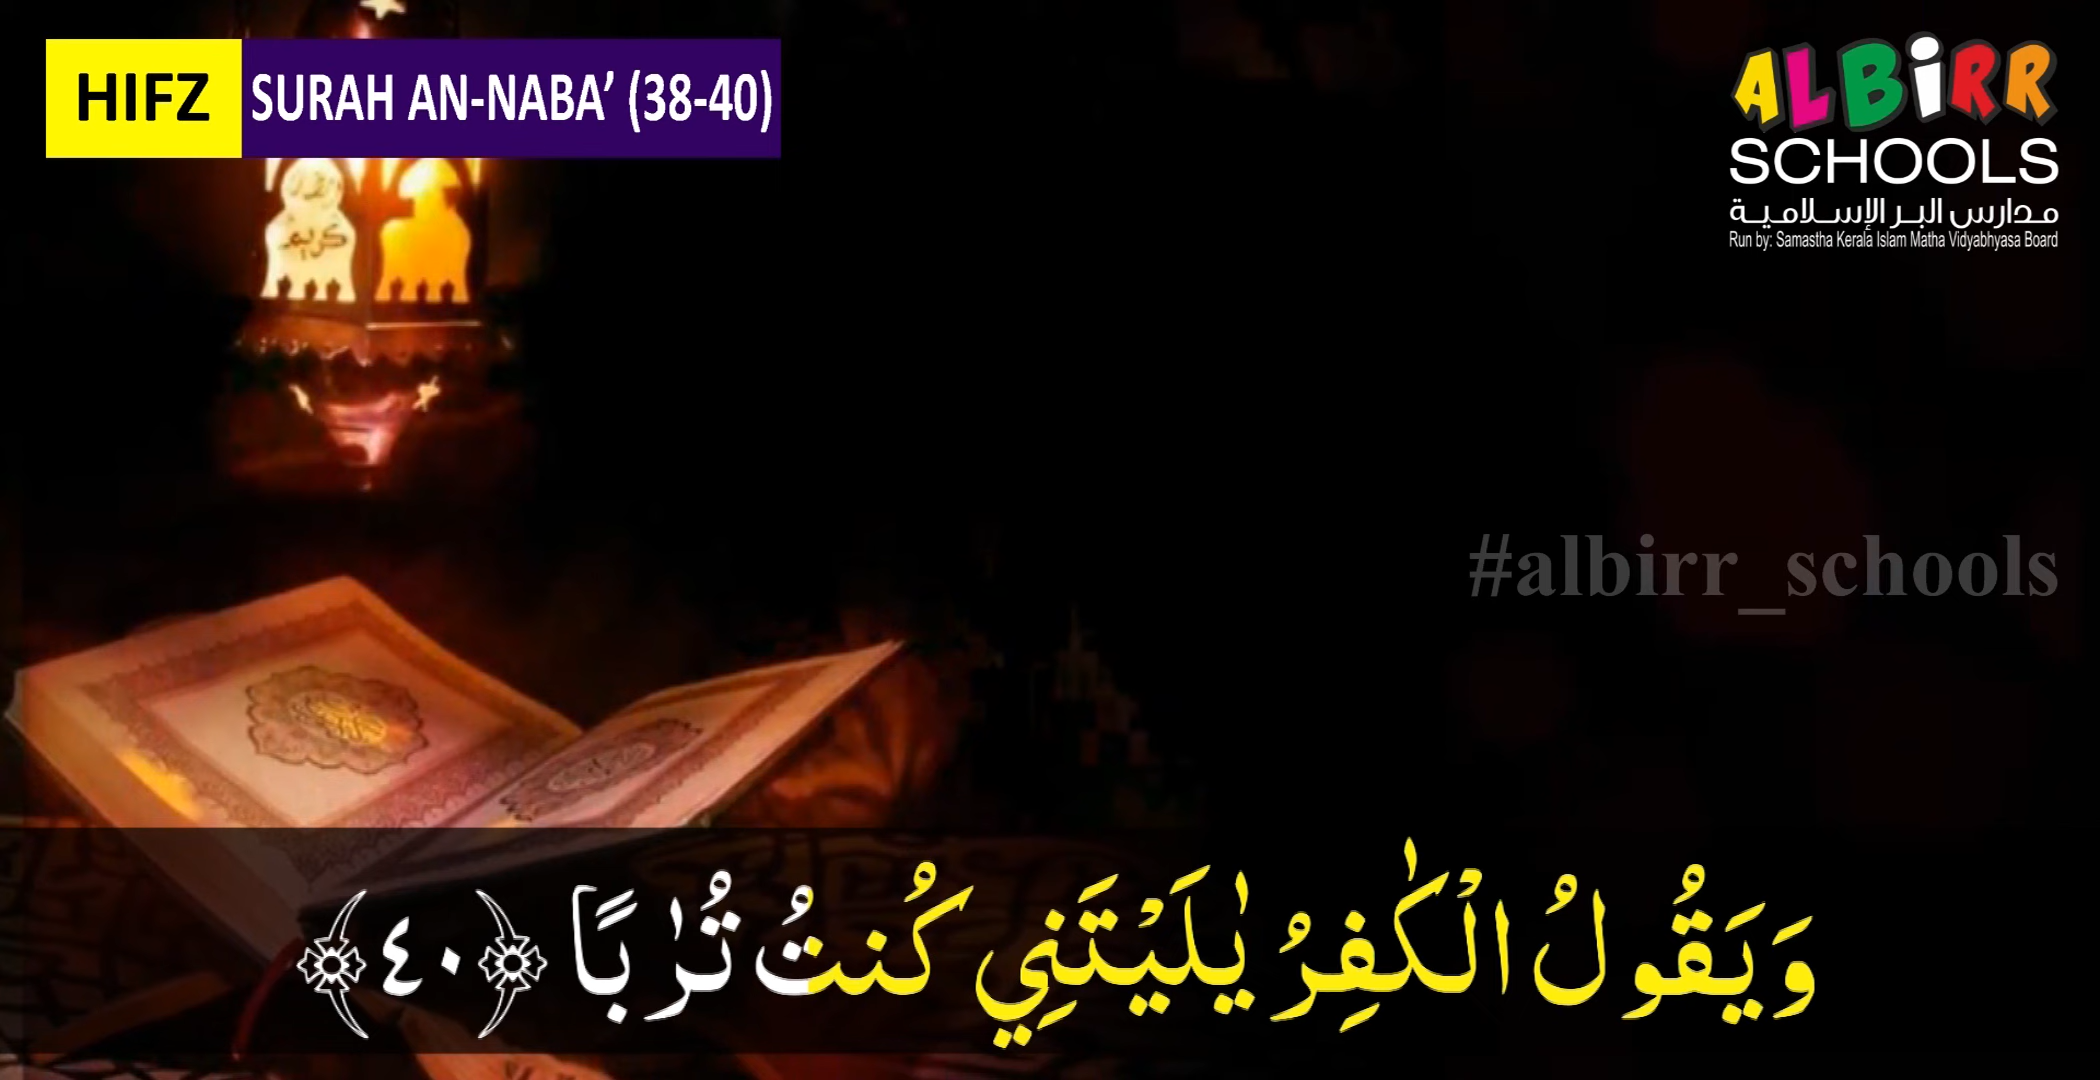 HIFZ SURAH AN-NABA’ (38-40)
ALBiRR
SCHOOLS
مدارس البر الإسلامية
Run by: Samastha Kerala Islam Matha Vidyabhyasa Board
كريم
#albirr_schools
وَيَقُولُ الْكَٰفِرُ يَٰلَيْتَنِي كُنتُ تُرَٰبًا ﴿٤٠﴾